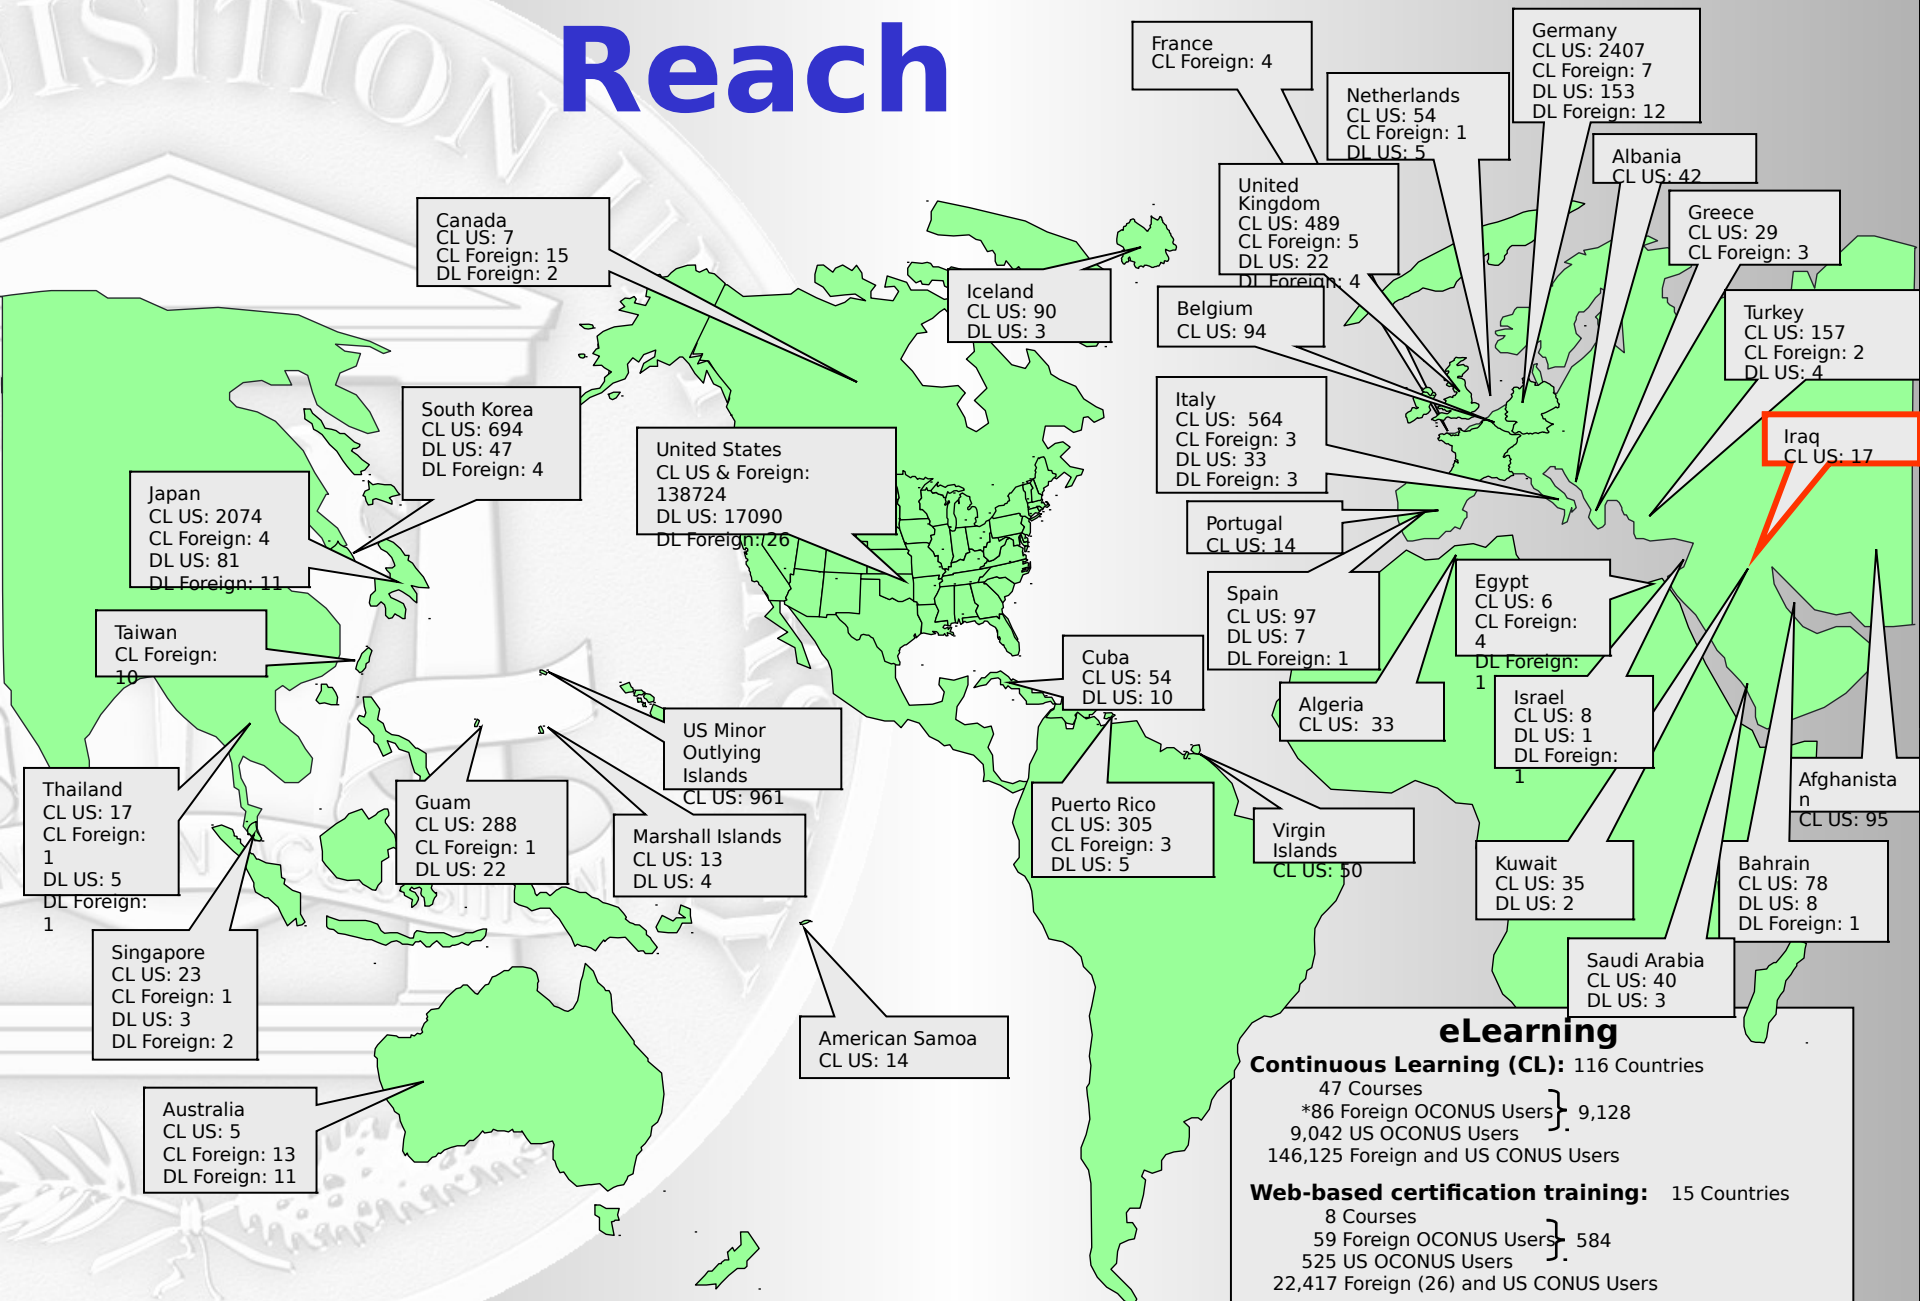 Reach
France
CL Foreign: 4
Germany
CL US: 2407
CL Foreign: 7
DL US: 153
DL Foreign: 12
Netherlands
CL US: 54
CL Foreign: 1
DL US: 5
Albania
CL US: 42
United
Kingdom
CL US: 489
CL Foreign: 5
DL US: 22
DL Foreign: 4
Greece
CL US: 29
CL Foreign: 3
Canada
CL US: 7
CL Foreign: 15
DL Foreign: 2
Iceland
CL US: 90
DL US: 3
Belgium
CL US: 94
Turkey
CL US: 157
CL Foreign: 2
DL US: 4
South Korea
CL US: 694
DL US: 47
DL Foreign: 4
United States
CL US & Foreign:
138724
DL US: 17090
DL Foreign: 26
Italy
CL US:  564
CL Foreign: 3
DL US: 33
DL Foreign: 3
Iraq
CL US: 17
Japan
CL US: 2074
CL Foreign: 4
DL US: 81
DL Foreign: 11
Portugal
CL US: 14
Spain
CL US: 97
DL US: 7
DL Foreign: 1
Egypt
CL US: 6
CL Foreign:
4
DL Foreign:
1
Taiwan
CL Foreign:
10
Cuba
CL US: 54
DL US: 10
Algeria
CL US:  33
Israel
CL US: 8
DL US: 1
DL Foreign:
1
US Minor
Outlying
Islands
CL US: 961
Thailand
CL US: 17
CL Foreign:
1
DL US: 5
DL Foreign:
1
Guam
CL US: 288
CL Foreign: 1
DL US: 22
Marshall Islands
CL US: 13
DL US: 4
Puerto Rico
CL US: 305
CL Foreign: 3
DL US: 5
Virgin
Islands
CL US: 50
Afghanista
n
CL US: 95
Kuwait
CL US: 35
DL US: 2
Bahrain
CL US: 78
DL US: 8
DL Foreign: 1
Singapore
CL US: 23
CL Foreign: 1
DL US: 3
DL Foreign: 2
Saudi Arabia
CL US: 40
DL US: 3
American Samoa
CL US: 14
Australia
CL US: 5
CL Foreign: 13
DL Foreign: 11
eLearning
Continuous Learning (CL): 116 Countries
47 Courses
*86 Foreign OCONUS Users
9,128
9,042 US OCONUS Users
146,125 Foreign and US CONUS Users
Web-based certification training: 15 Countries
8 Courses
59 Foreign OCONUS Users
584
525 US OCONUS Users
22,417 Foreign (26) and US CONUS Users